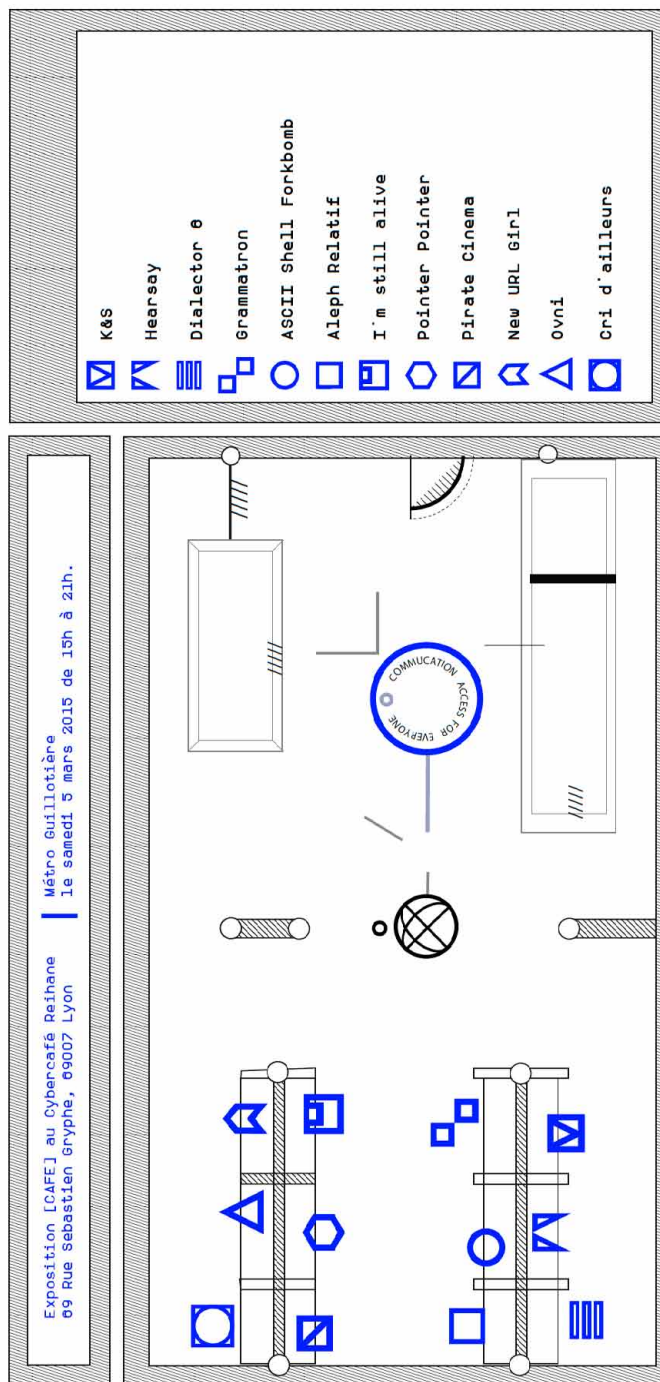 Exposition [CAFE] au Cybercafé Reihane
69 Rue Sebastien Gryphe, 69007 Lyon
Métro Guillotière
le samedi 5 mars 2015 de 15h à 21h.
COMMUCATION ACCESS FOR EVERYONE
K&S
Hearsay
Dialector 6
Grammatron
ASCII Shell Forkbomb
Aleph Relatif
I'm still alive
Pointer Pointer
Pirate Cinema
New URL Girl
Ovni
Cri d'ailleurs